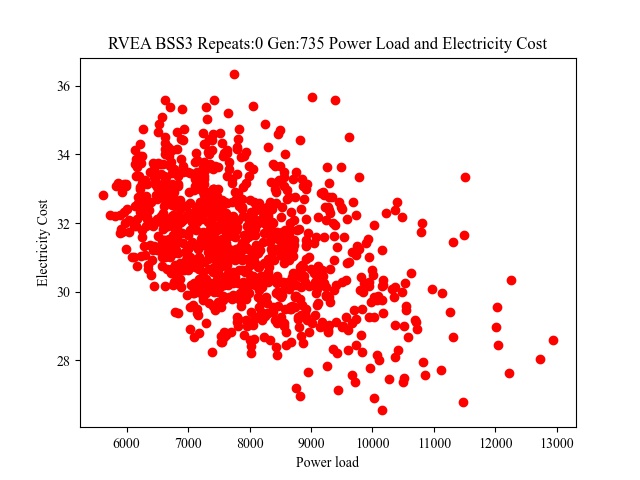 RVEA BSS3 Repeats:0 Gen:735 Power Load and Electricity Cost
36
34
32
30
28
Electricity Cost
6000 7000 8000 9000 10000 11000 12000 13000
Power load